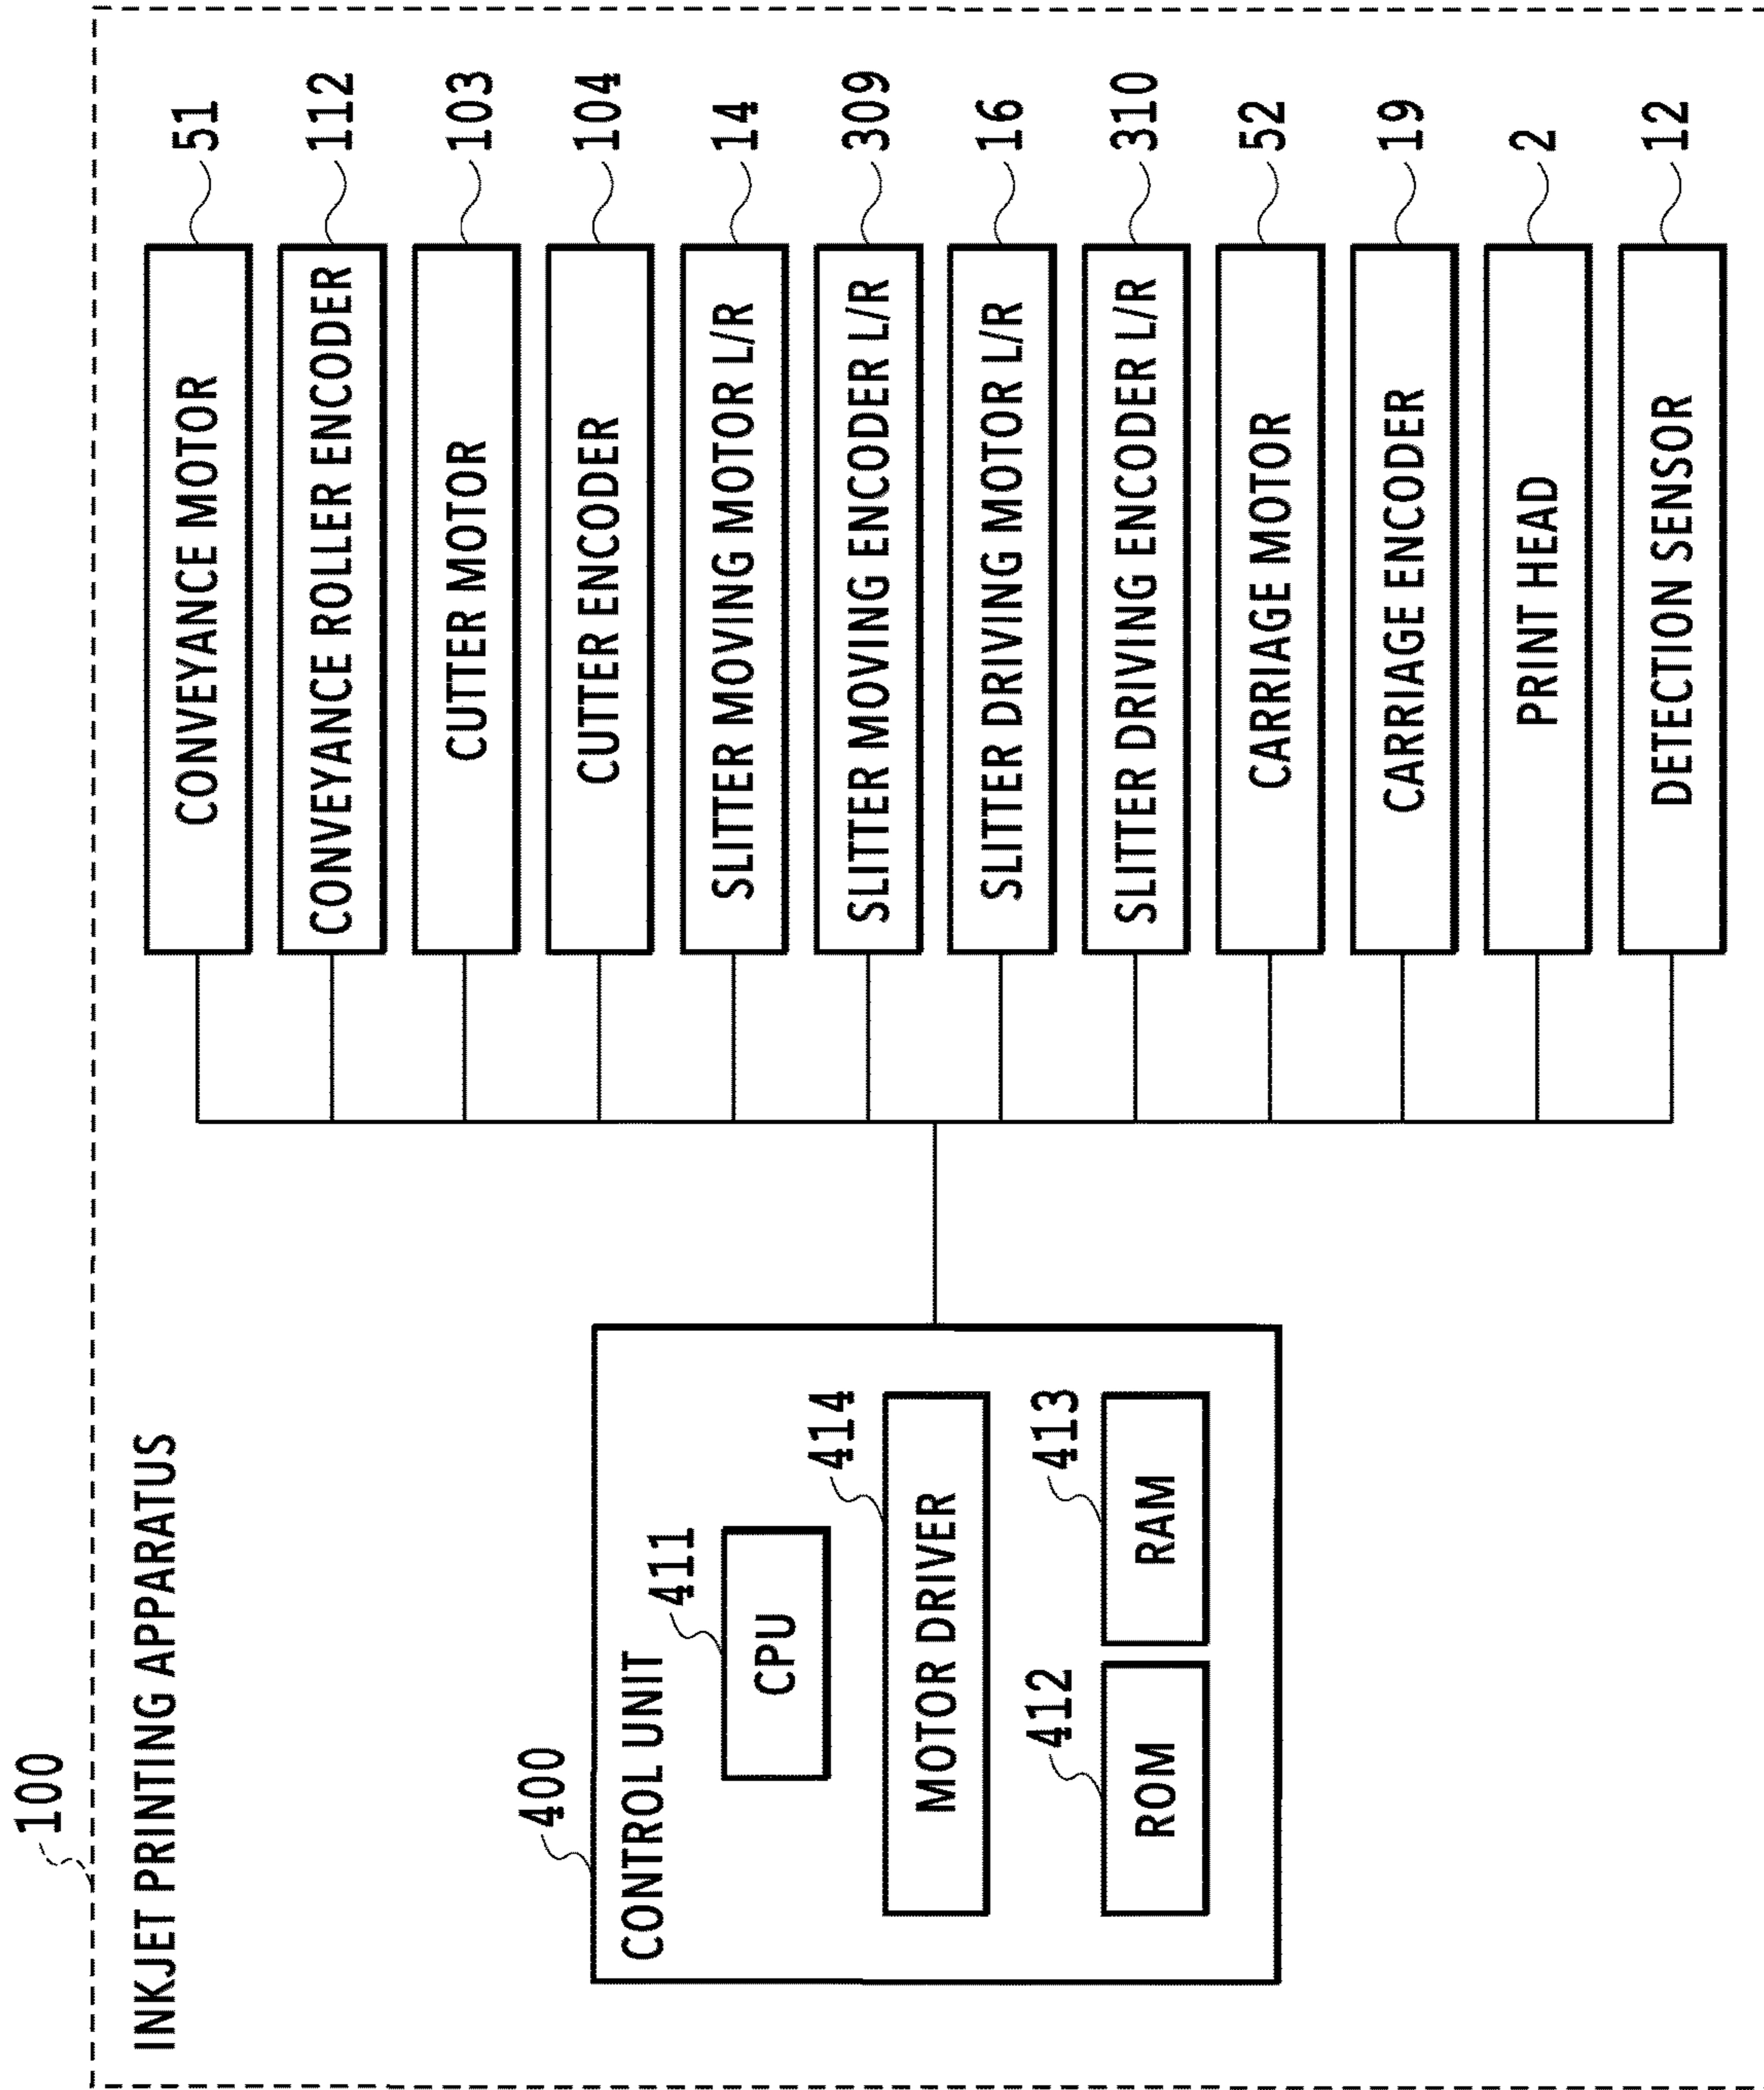 100
INKJET PRINTING APPARATUS
400
CONTROL UNIT
411
CPU
414
MOTOR DRIVER
412
ROM
413
RAM
CONVEYANCE MOTOR 51
CONVEYANCE ROLLER ENCODER 112
CUTTER MOTOR 103
CUTTER ENCODER 104
SLITTER MOVING MOTOR L/R 14
SLITTER MOVING ENCODER L/R 309
SLITTER DRIVING MOTOR L/R 16
SLITTER DRIVING ENCODER L/R 310
CARRIAGE MOTOR 52
CARRIAGE ENCODER 19
PRINT HEAD 2
DETECTION SENSOR 12